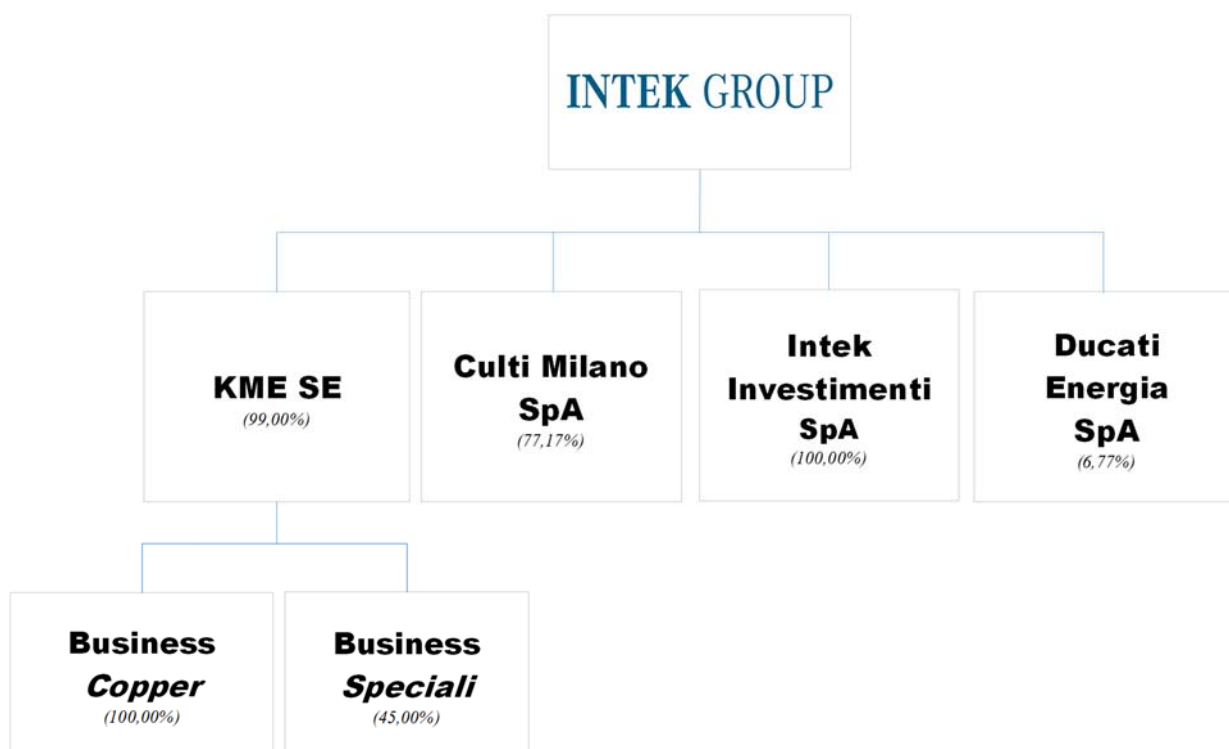 INTEK GROUP
KME SE
(99,00%)
Culti Milano
SpA
(77,17%)
Intek
Investimenti
SpA
(100,00%)
Ducati
Energia
SpA
(6,77%)
Business
Copper
(100,00%)
Business
Speciali
(45,00%)